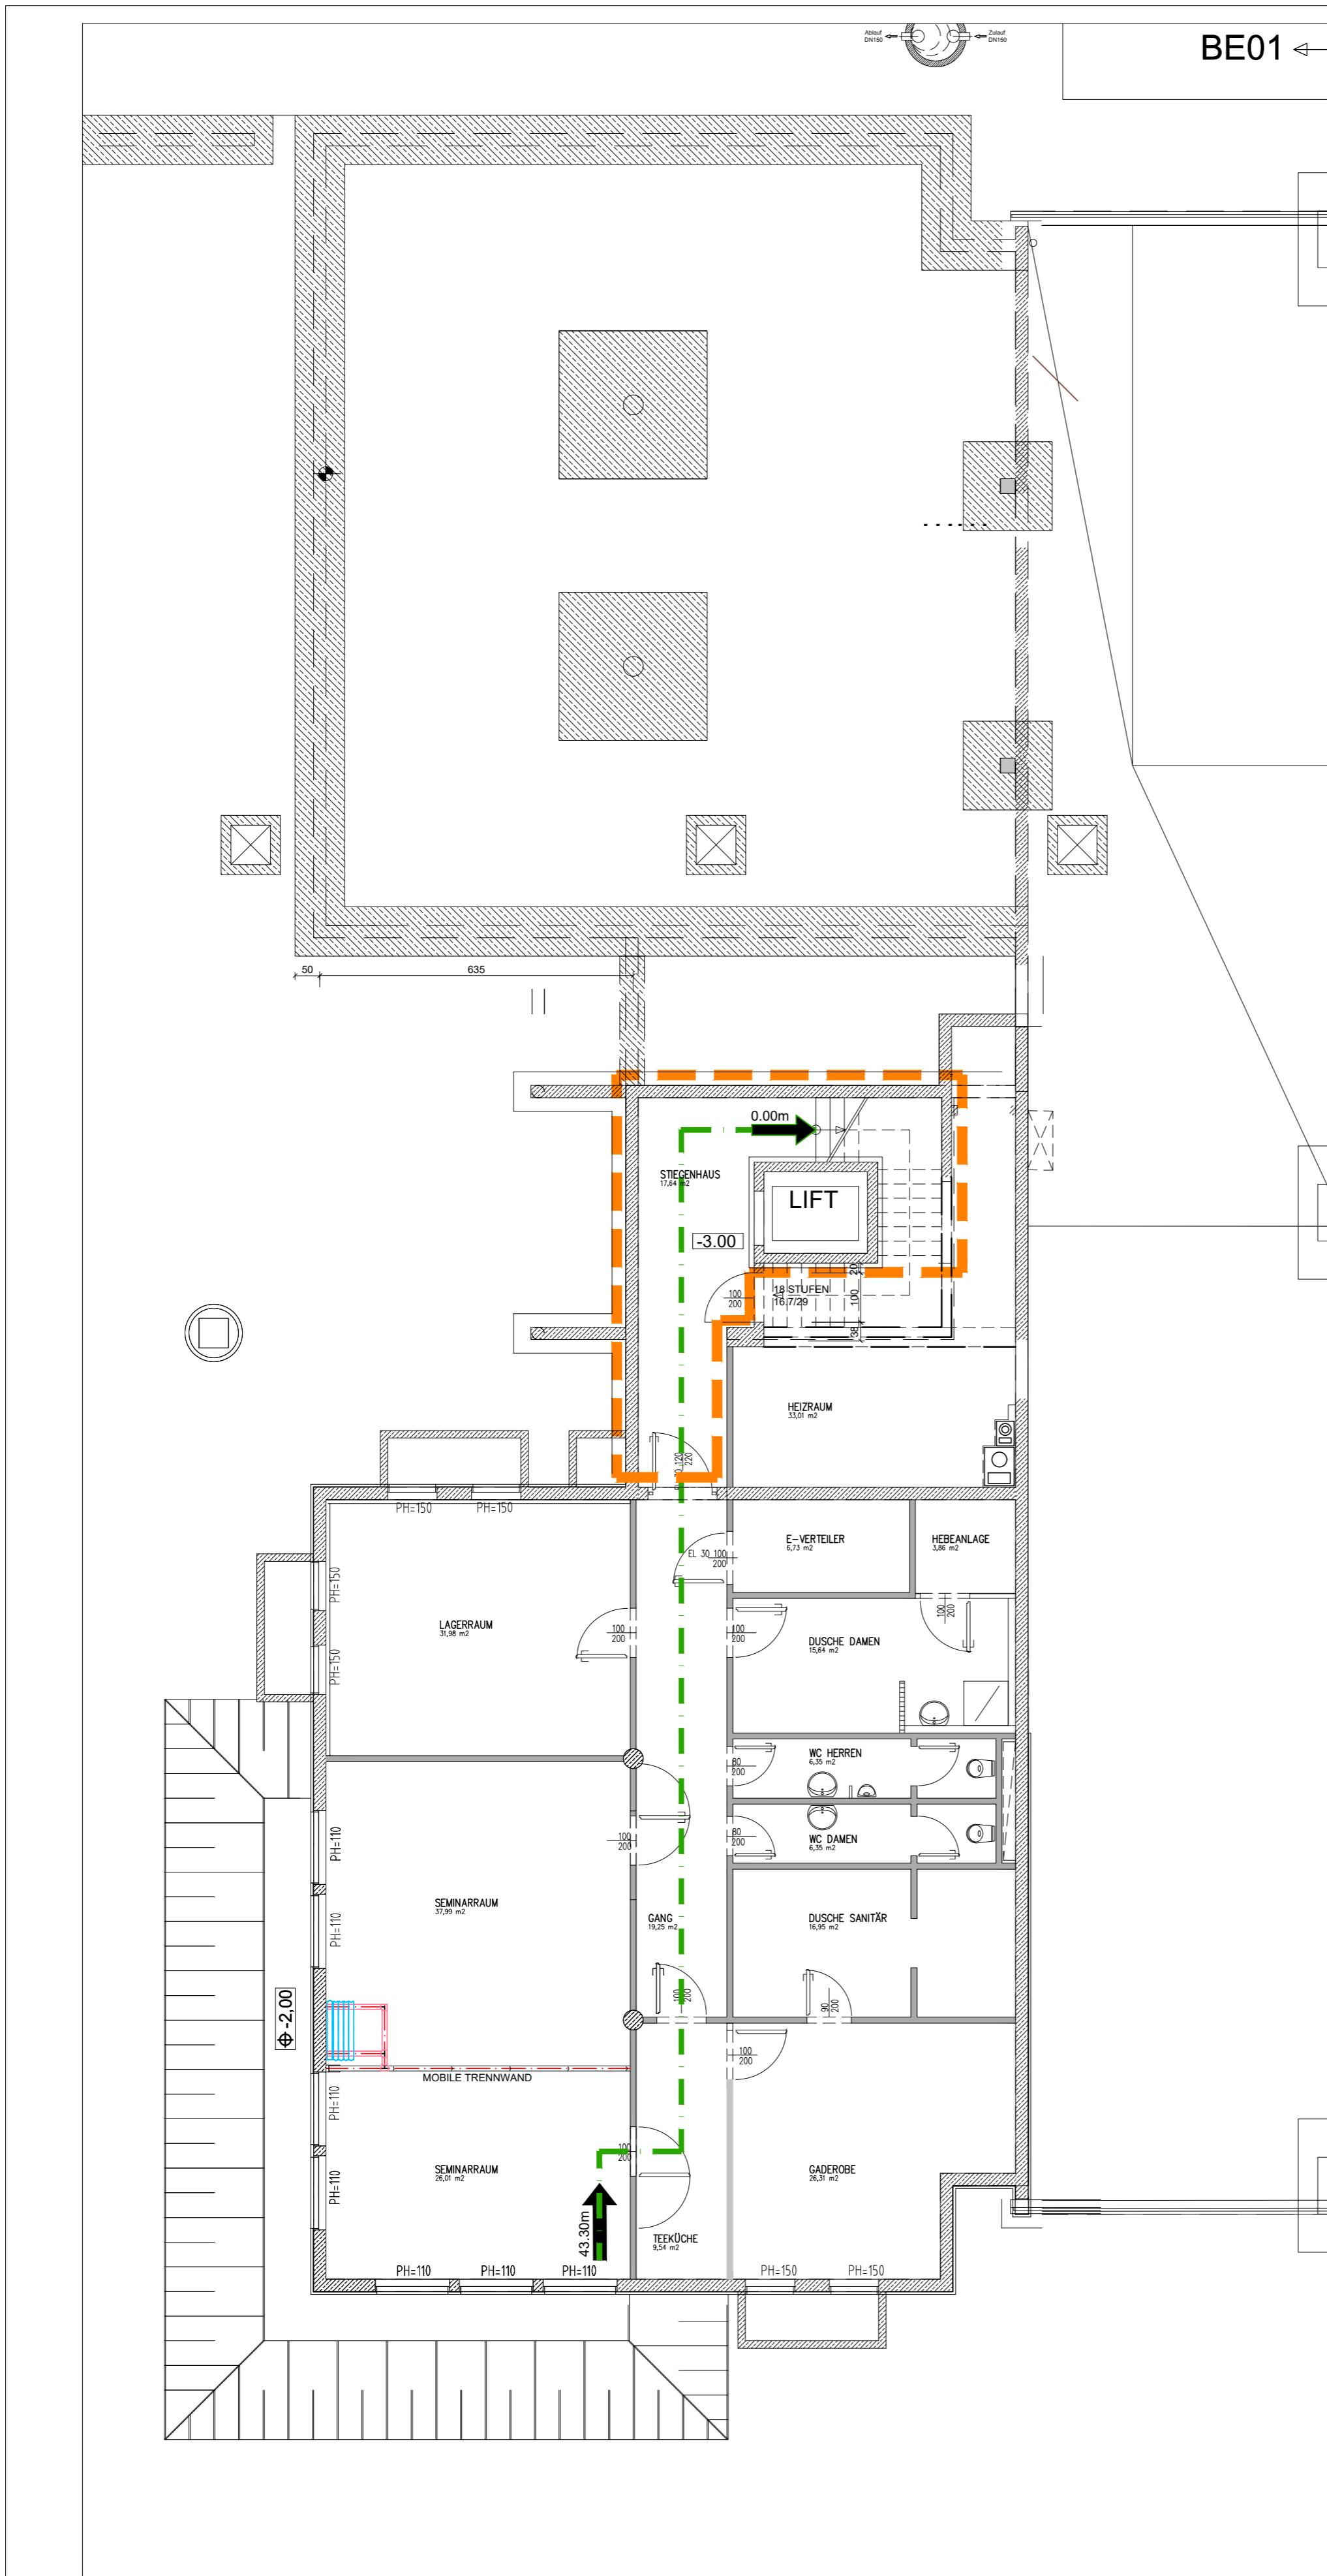 Ablauf
DN150
Zulauf
DN150
BE01
50
635
0.00m
STIEGENHAUS
17,64 m2
LIFT
-3.00
20
100
38
18 STUFEN
16.7/29
100
200
HEIZRAUM
33,01 m2
120
220
PH=150
PH=150
E-VERTEILER
6,73 m2
HEBEANLAGE
3,86 m2
EL 30 100
200
PH=150
PH=150
LAGERRAUM
31,98 m2
100
200
100
200
100
200
DUSCHE DAMEN
15,64 m2
WC HERREN
6,35 m2
80
200
WC DAMEN
6,35 m2
80
200
100
200
PH=110
PH=110
SEMINARRAUM
37,99 m2
GANG
19,25 m2
DUSCHE SANITÄR
16,95 m2
100
200
90
200
-2,00
100
200
MOBILE TRENNWAND
PH=110
PH=110
100
200
SEMINARRAUM
26,01 m2
GADEROBE
26,31 m2
43.30m
TEEKÜCHE
9,54 m2
PH=110
PH=110
PH=110
PH=150
PH=150